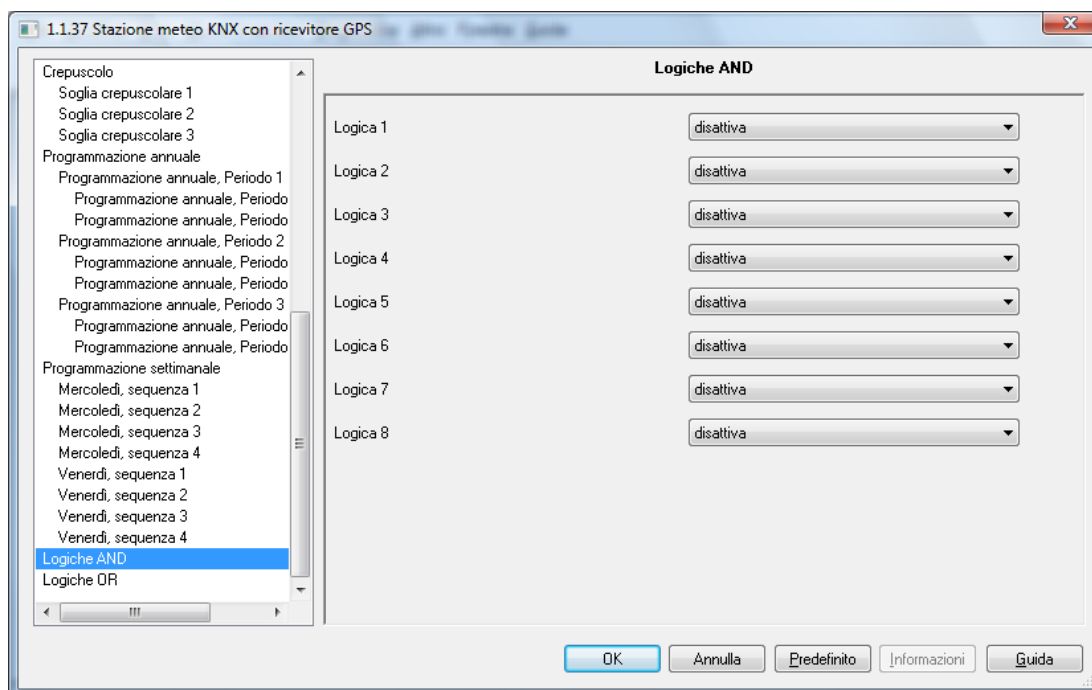 1.1.37 Stazione meteo KNX con ricevitore GPS
Crepuscolo
Soglia crepuscolare 1
Soglia crepuscolare 2
Soglia crepuscolare 3
Programmazione annuale
Programmazione annuale, Periodo 1
Programmazione annuale, Periodo
Programmazione annuale, Periodo
Programmazione annuale, Periodo 2
Programmazione annuale, Periodo
Programmazione annuale, Periodo
Programmazione annuale, Periodo 3
Programmazione annuale, Periodo
Programmazione annuale, Periodo
Programmazione settimanale
Mercoledì, sequenza 1
Mercoledì, sequenza 2
Mercoledì, sequenza 3
Mercoledì, sequenza 4
Venerdì, sequenza 1
Venerdì, sequenza 2
Venerdì, sequenza 3
Venerdì, sequenza 4
Logiche AND
Logiche OR
Logiche AND
Logica 1 disattiva
Logica 2 disattiva
Logica 3 disattiva
Logica 4 disattiva
Logica 5 disattiva
Logica 6 disattiva
Logica 7 disattiva
Logica 8 disattiva
OK Annulla Predefinito Informazioni Guida